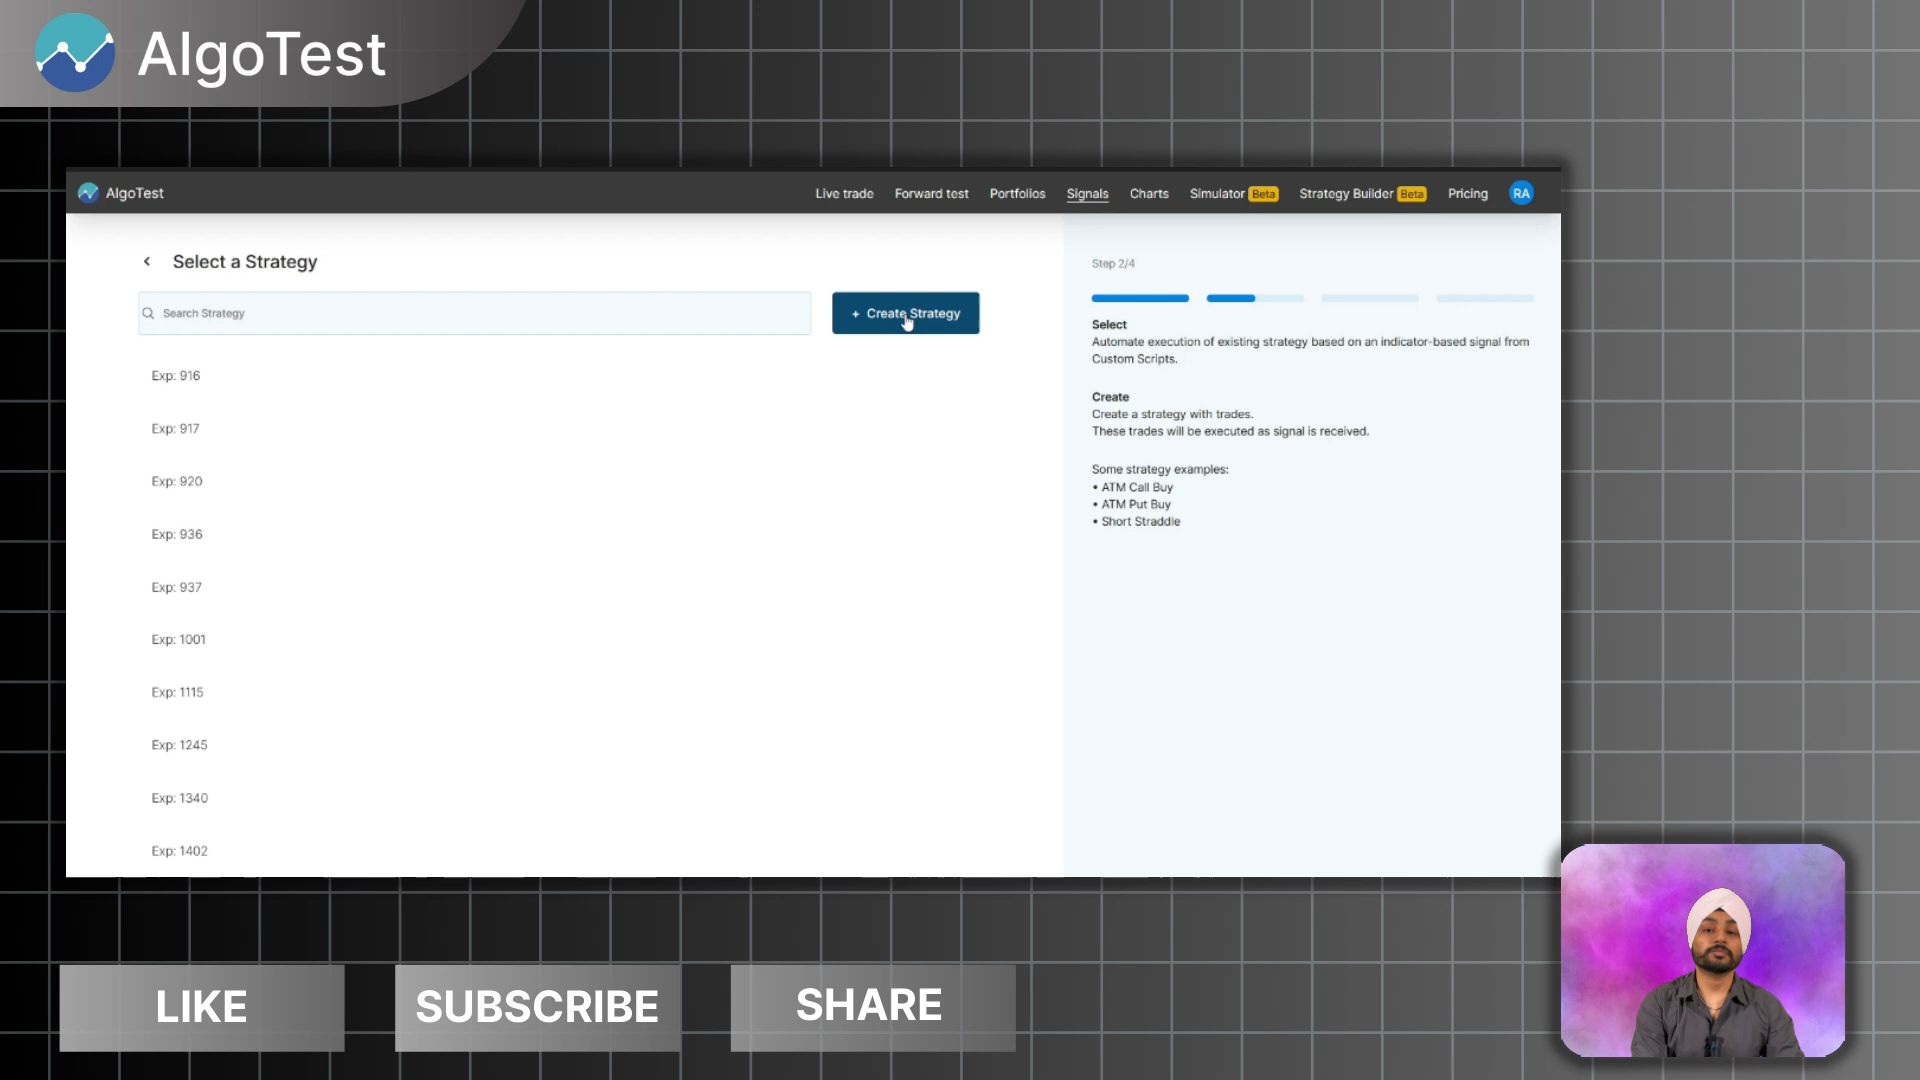 AlgoTest
AlgoTest
Live trade
Forward test
Portfolios
Signals
Charts
Simulator Beta
Strategy Builder Beta
Pricing
RA
Select a Strategy
Search Strategy
+ Create Strategy
Exp: 916
Exp: 917
Exp: 920
Exp: 936
Exp: 937
Exp: 1001
Exp: 1115
Exp: 1245
Exp: 1340
Exp: 1402
Step 2/4
Select
Automate execution of existing strategy based on an indicator-based signal from
Custom Scripts.
Create
Create a strategy with trades.
These trades will be executed as signal is received.
Some strategy examples:
• ATM Call Buy
• ATM Put Buy
• Short Straddle
LIKE
SUBSCRIBE
SHARE